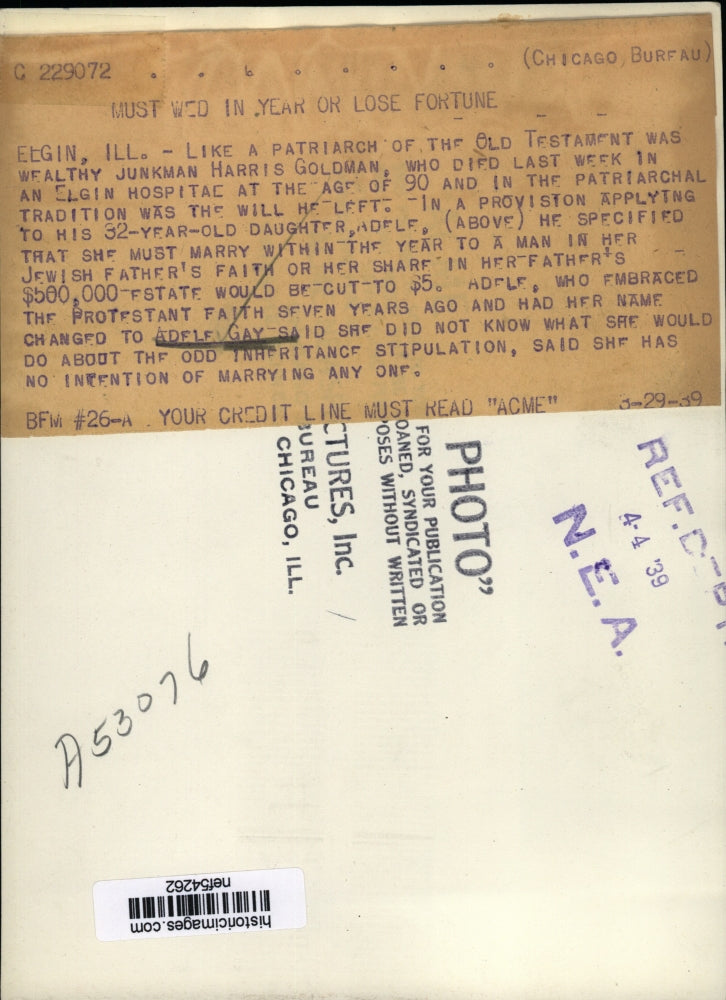 C 229072 . . . . . . . . . (CHICAGO BUREAU)
MUST WED IN YEAR OR LOSE FORTUNE
ELGIN, ILL. - LIKE A PATRIARCH OF THE OLD TESTAMENT WAS
WEALTHY JUNKMAN HARRIS GOLDMAN, WHO DIED LAST WEEK IN
AN ELGIN HOSPITAL AT THE AGE OF 90 AND IN THE PATRIARCHAL
TRADITION WAS THE WILL HE LEFT. IN A PROVISION APPLYING
TO HIS 32-YEAR-OLD DAUGHTER, ADELE, (ABOVE) HE SPECIFIED
THAT SHE MUST MARRY WITHIN THE YEAR TO A MAN IN HER
JEWISH FATHER'S FAITH OR HER SHARE IN HER FATHER'S
$500,000 ESTATE WOULD BE CUT TO $5. ADELE, WHO EMBRACED
THE PROTESTANT FAITH SEVEN YEARS AGO AND HAD HER NAME
CHANGED TO ADELE GAY SAID SHE DID NOT KNOW WHAT SHE WOULD
DO ABOUT THE ODD INHERITANCE STIPULATION, SAID SHE HAS
NO INTENTION OF MARRYING ANY ONE.
BFM #26-A YOUR CREDIT LINE MUST READ "ACME" 3-29-39
PHOTO"
FOR YOUR PUBLICATION
OANED, SYNDICATED OR
POSES WITHOUT WRITTEN
CTURES, Inc.
BUREAU
CHICAGO, ILL.
REF. DEPT
4-4 '39
N.E.A.
A53076
historicimages.com
nef54262